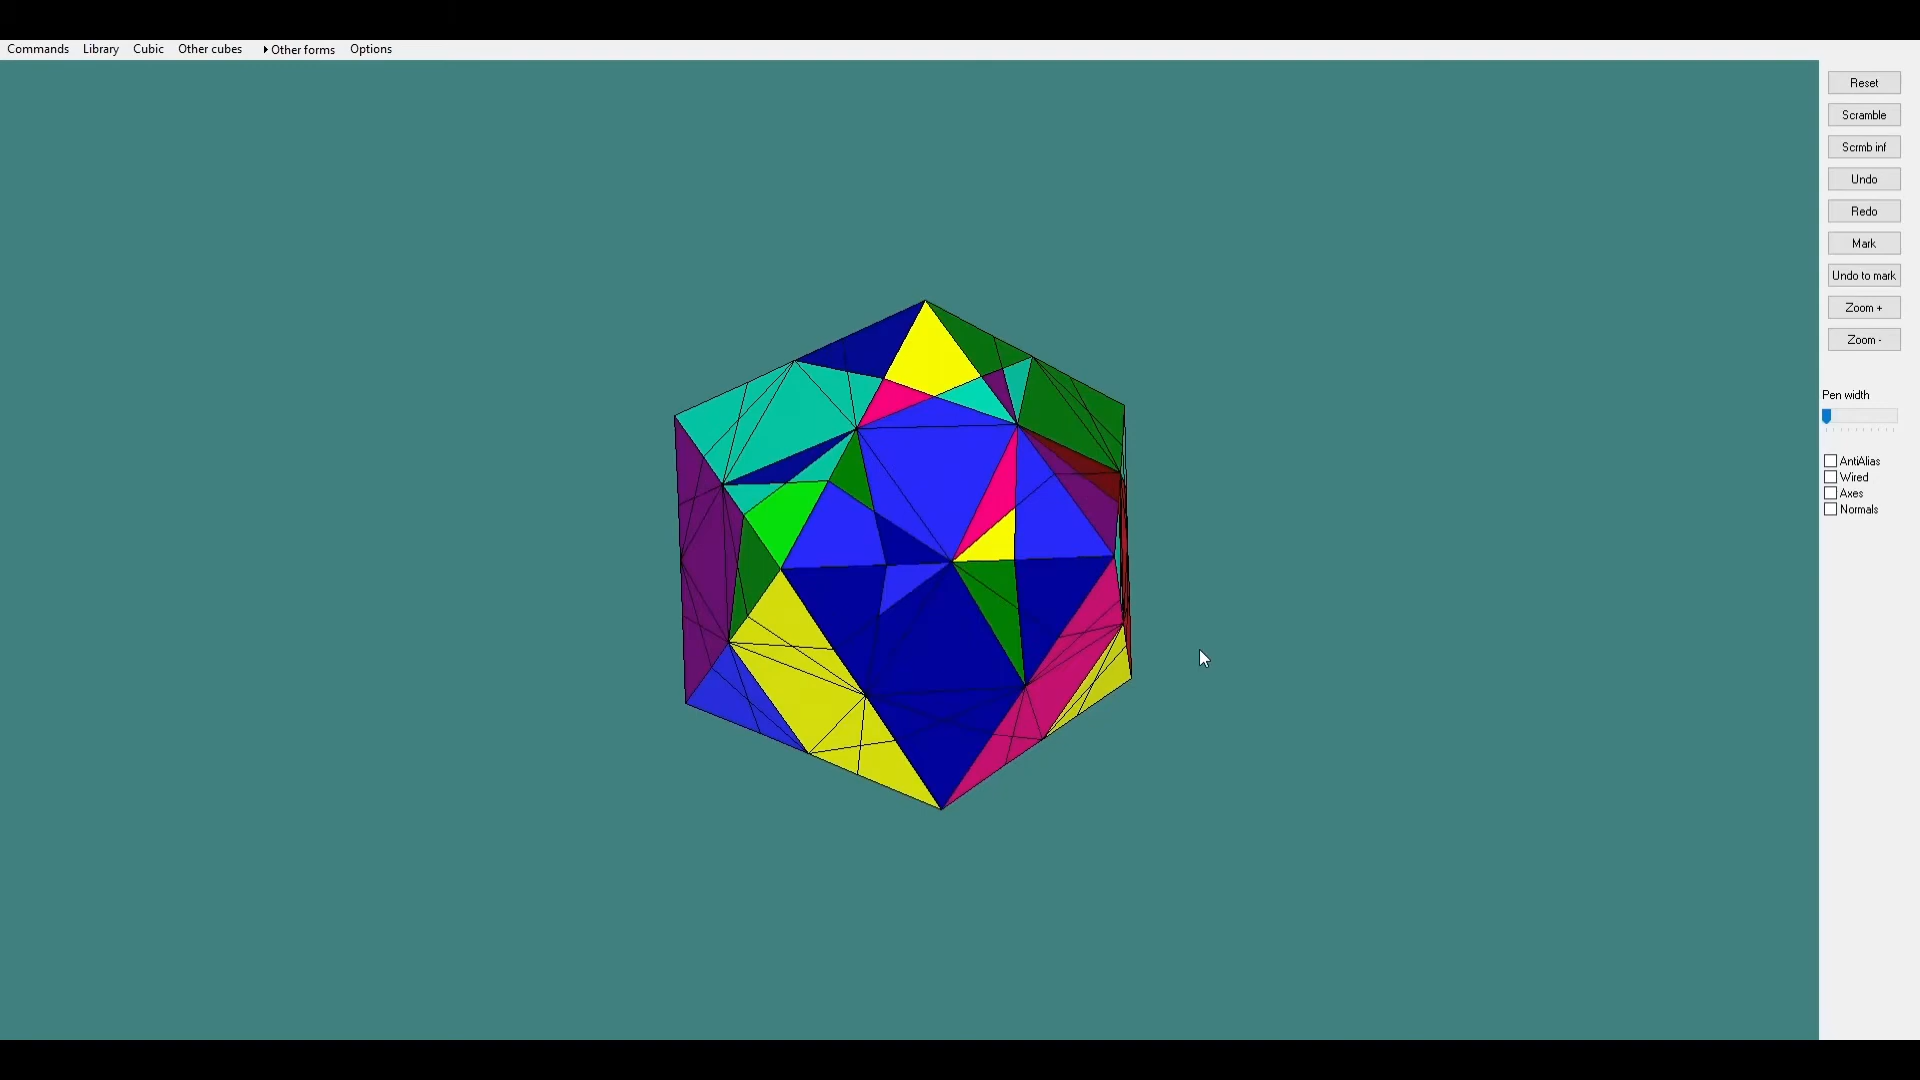 Commands Library Cubic Other cubes Other forms Options
Reset
Scramble
Scrmb inf
Undo
Redo
Mark
Undo to mark
Zoom +
Zoom -
Pen width
AntiAlias
Wired
Axes
Normals